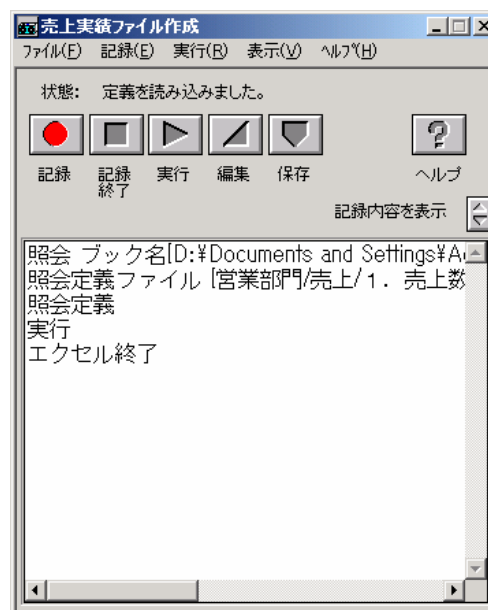 売上実績ファイル作成
ファイル(F) 記録(E) 実行(R) 表示(V) ヘルプ(H)
状態: 定義を読み込みました。
記録 記録終了 実行 編集 保存 ヘルプ
記録内容を表示
照会 ブック名[D:¥Documents and Settings¥A
照会定義ファイル [営業部門/売上/１．売上数
照会定義
実行
エクセル終了